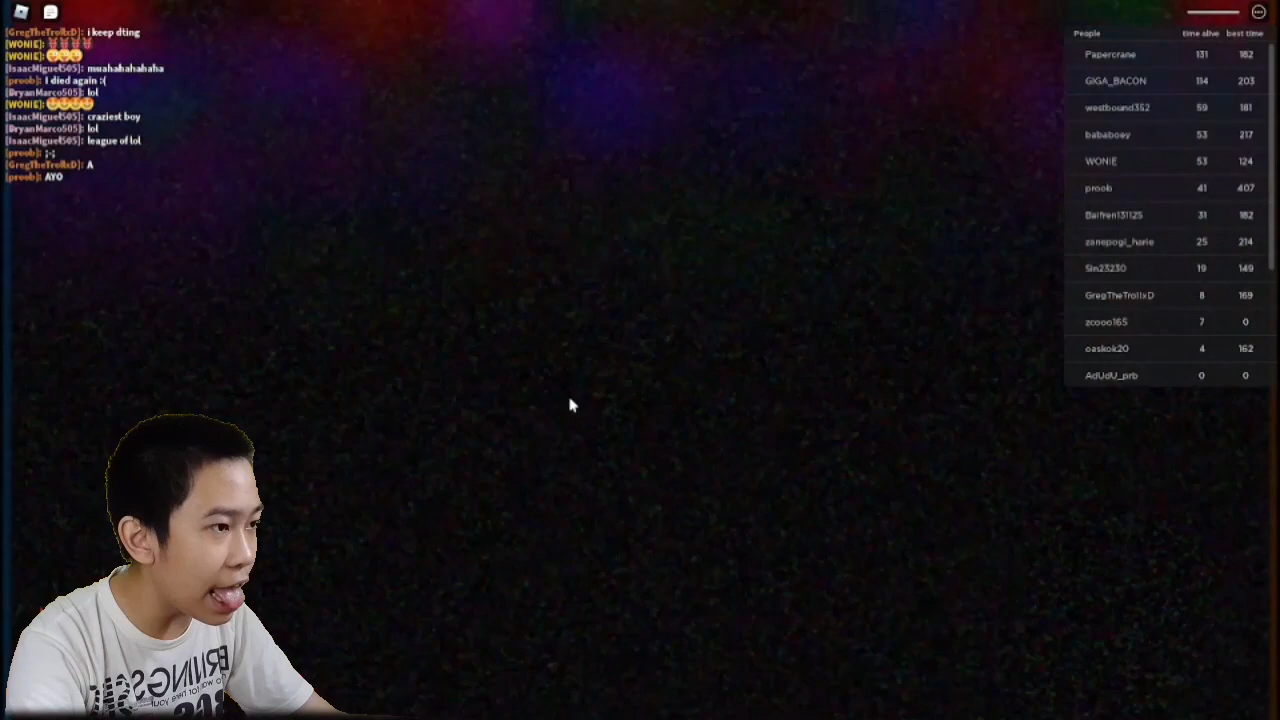 [GregTheTrollxD]: i keep dting
[WONIE]: 👹👹👹👹
[WONIE]: 😍😍😍
[IsaacMiguel505]: muahahahahaha
[proob]: I died again :(
[BryanMarco505]: lol
[WONIE]: 😍😍😍😍
[IsaacMiguel505]: craziest boy
[BryanMarco505]: lol
[IsaacMiguel505]: league of lol
[proob]: ;-;
[GregTheTrollxD]: A
[proob]: AYO
People time alive best time
Papercrane 131 182
GIGA_BACON 114 203
westbound352 59 181
bababoey 53 217
WONIE 53 124
proob 41 407
Baifren131125 31 182
zanepogi_harie 25 214
Sin23230 19 149
GregTheTrollxD 8 169
zcooo165 7 0
oaskok20 4 162
AdUdU_prb 0 0